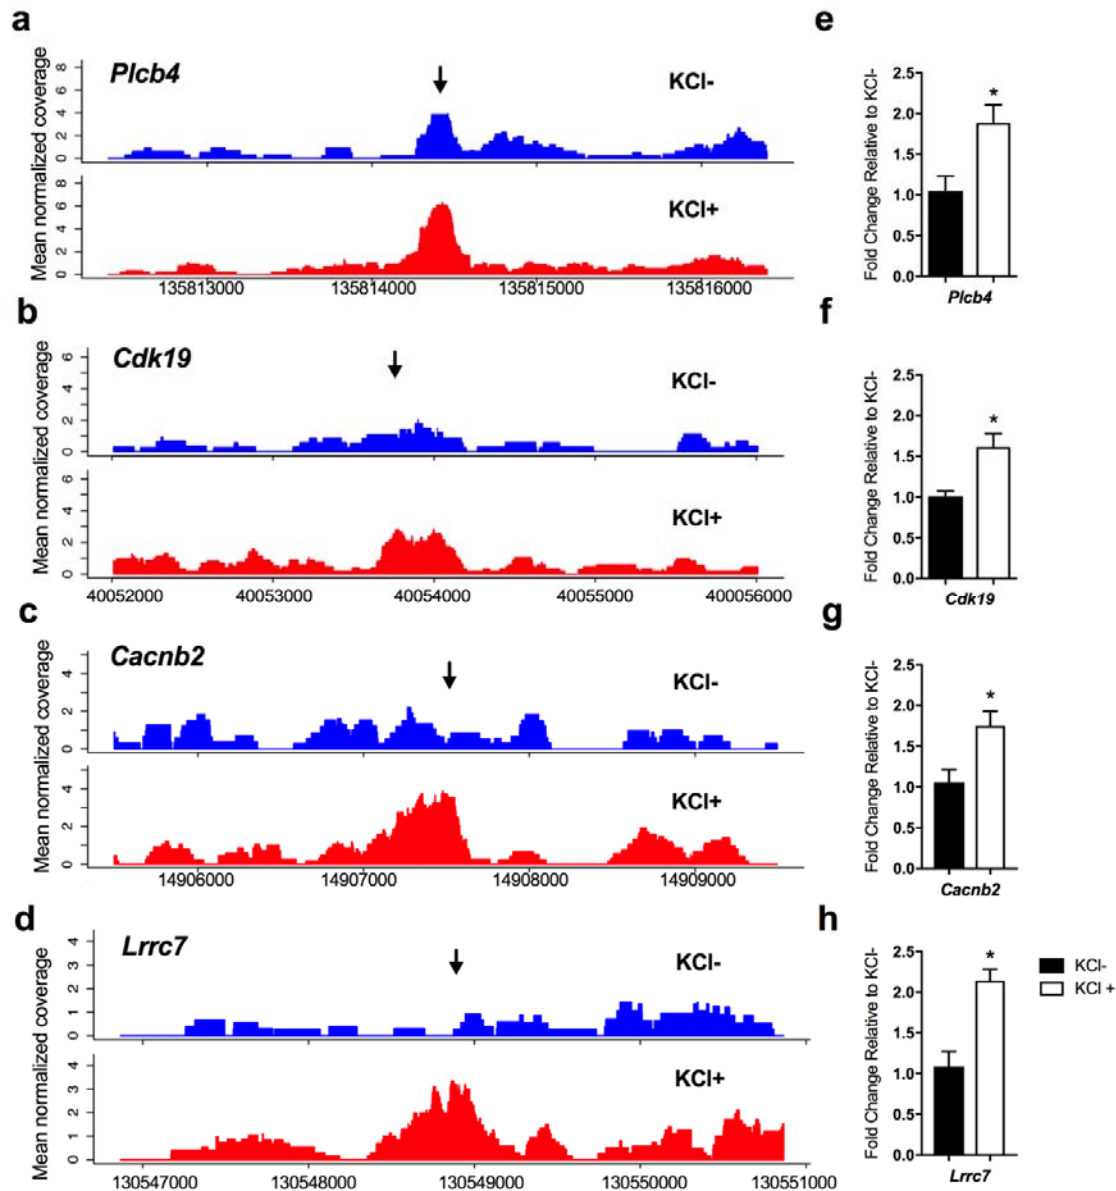 a
Plcb4
KCl-
Mean normalized coverage
0 2 4 6 8
KCl+
0 2 4 6 8
135813000 135814000 135815000 135816000
e
Fold Change Relative to KCl-
2.5
2.0
1.5
1.0
0.5
0.0
*
Plcb4
b
Cdk19
KCl-
Mean normalized coverage
0 2 4 6
KCl+
0 2 4 6
40052000 40053000 40054000 40055000 40056000
f
Fold Change Relative to KCl-
2.5
2.0
1.5
1.0
0.5
0.0
*
Cdk19
c
Cacnb2
KCl-
Mean normalized coverage
0 2 4
KCl+
0 2 4
14906000 14907000 14908000 14909000
g
Fold Change Relative to KCl-
2.5
2.0
1.5
1.0
0.5
0.0
*
Cacnb2
d
Lrrc7
KCl-
Mean normalized coverage
0 1 2 3 4
KCl+
0 1 2 3 4
130547000 130548000 130549000 130550000 130551000
h
Fold Change Relative to KCl-
2.5
2.0
1.5
1.0
0.5
0.0
*
Lrrc7
KCl-
KCl +